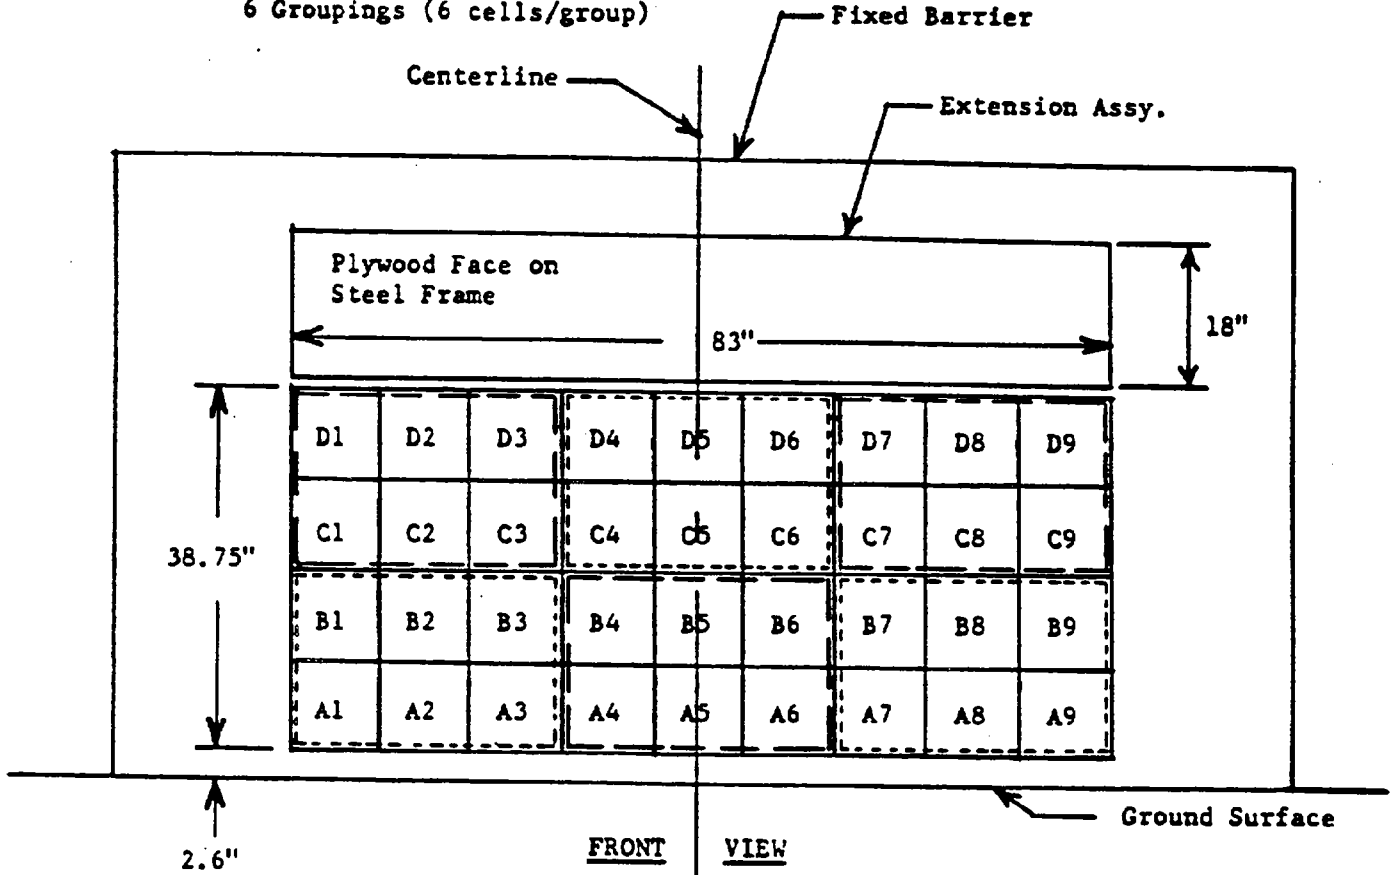 6 Groupings (6 cells/group)
Fixed Barrier
Centerline
Extension Assy.
Plywood Face on
Steel Frame
83"
18"
D1 D2 D3 D4 D5 D6 D7 D8 D9
38.75"
C1 C2 C3 C4 C5 C6 C7 C8 C9
B1 B2 B3 B4 B5 B6 B7 B8 B9
A1 A2 A3 A4 A5 A6 A7 A8 A9
Ground Surface
2.6"
FRONT VIEW